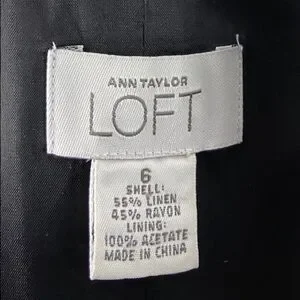 ANN TAYLOR
LOFT
6
SHELL:
55% LINEN
45% RAYON
LINING:
100% ACETATE
MADE IN CHINA